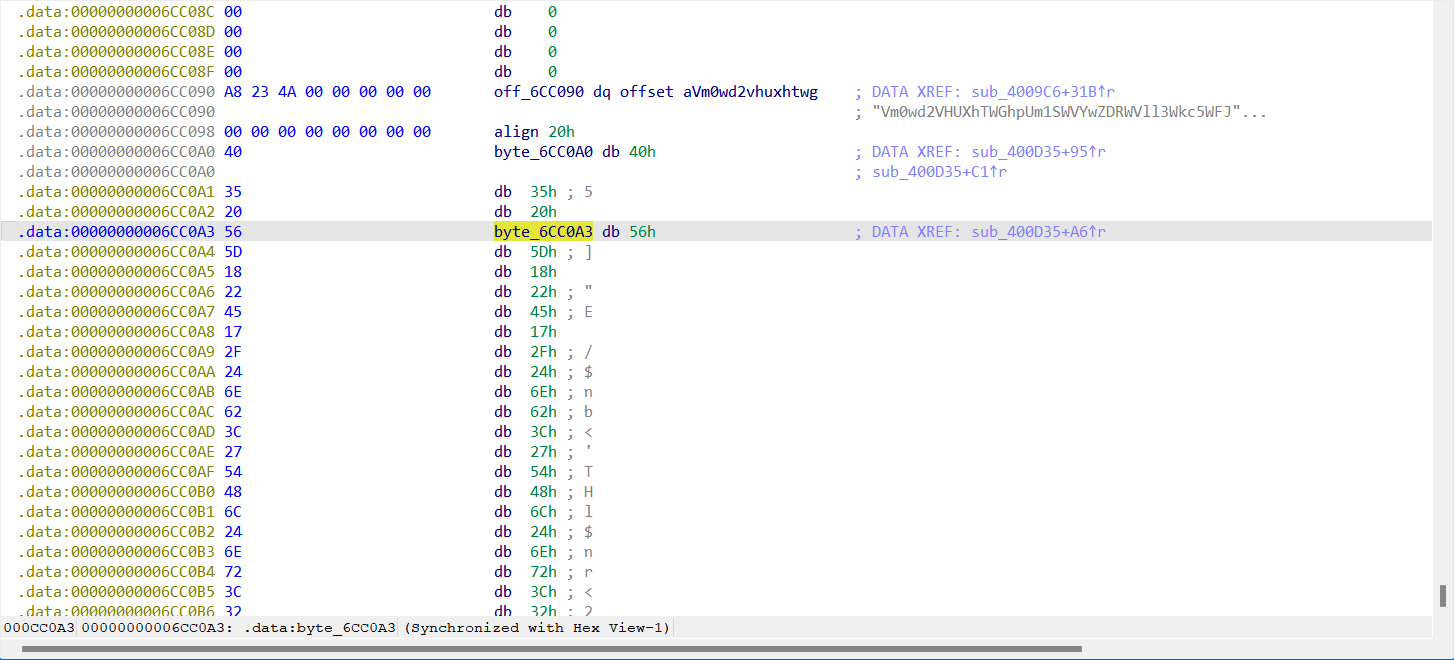 .data:00000000006CC08C 00 db 0
.data:00000000006CC08D 00 db 0
.data:00000000006CC08E 00 db 0
.data:00000000006CC08F 00 db 0
.data:00000000006CC090 A8 23 4A 00 00 00 00 00 off_6CC090 dq offset aVm0wd2vhuxhtwg ; DATA XREF: sub_4009C6+31B↑r
.data:00000000006CC090 ; "Vm0wd2VHUXhTWGhpUm1SWVYwZDRWVll3Wkc5WFJ"...
.data:00000000006CC098 00 00 00 00 00 00 00 00 align 20h
.data:00000000006CC0A0 40 byte_6CC0A0 db 40h ; DATA XREF: sub_400D35+95↑r
.data:00000000006CC0A0 ; sub_400D35+C1↑r
.data:00000000006CC0A1 35 db 35h ; 5
.data:00000000006CC0A2 20 db 20h
.data:00000000006CC0A3 56 byte_6CC0A3 db 56h ; DATA XREF: sub_400D35+A6↑r
.data:00000000006CC0A4 5D db 5Dh ; ]
.data:00000000006CC0A5 18 db 18h
.data:00000000006CC0A6 22 db 22h ; "
.data:00000000006CC0A7 45 db 45h ; E
.data:00000000006CC0A8 17 db 17h
.data:00000000006CC0A9 2F db 2Fh ; /
.data:00000000006CC0AA 24 db 24h ; $
.data:00000000006CC0AB 6E db 6Eh ; n
.data:00000000006CC0AC 62 db 62h ; b
.data:00000000006CC0AD 3C db 3Ch ; <
.data:00000000006CC0AE 27 db 27h ; '
.data:00000000006CC0AF 54 db 54h ; T
.data:00000000006CC0B0 48 db 48h ; H
.data:00000000006CC0B1 6C db 6Ch ; l
.data:00000000006CC0B2 24 db 24h ; $
.data:00000000006CC0B3 6E db 6Eh ; n
.data:00000000006CC0B4 72 db 72h ; r
.data:00000000006CC0B5 3C db 3Ch ; <
.data:00000000006CC0B6 32 db 32h ; 2
000CC0A3 00000000006CC0A3: .data:byte_6CC0A3 (Synchronized with Hex View-1)